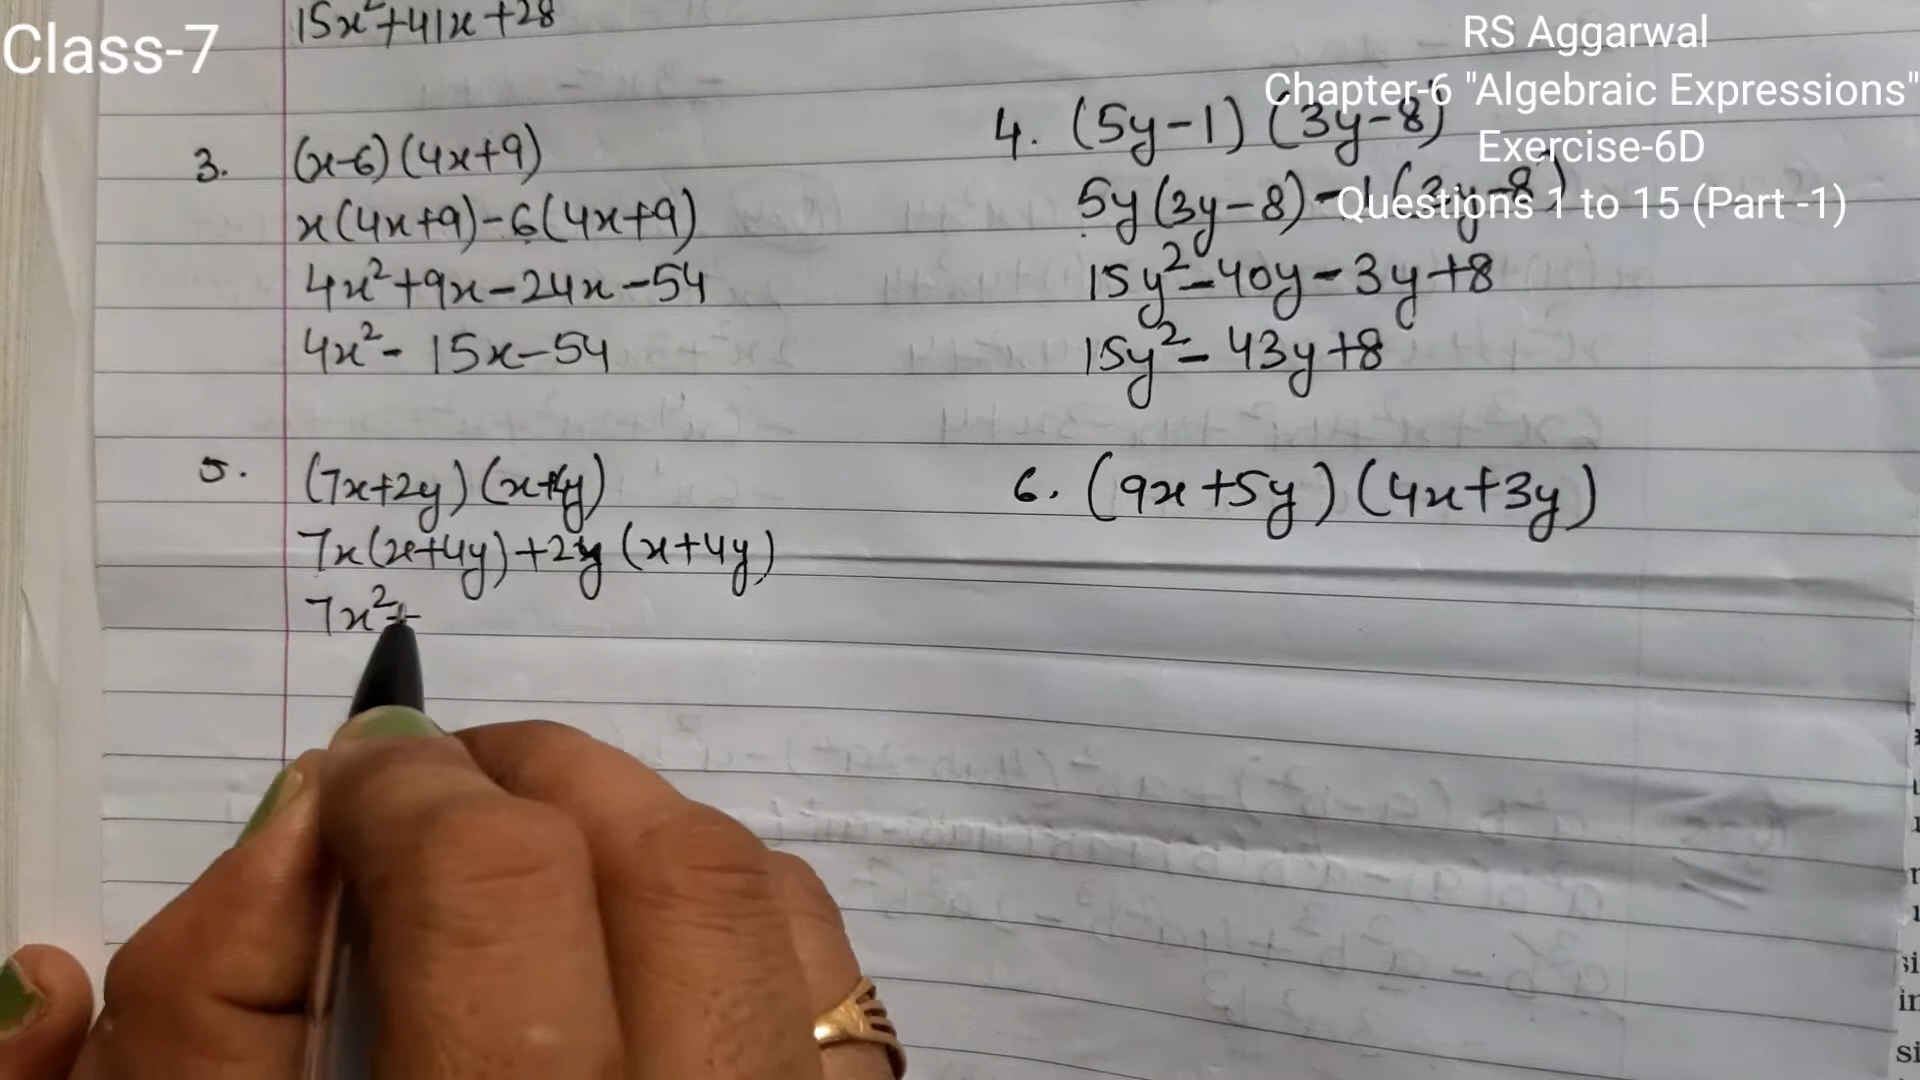 15x²+41x+28
Class-7
RS Aggarwal
Chapter-6 "Algebraic Expressions"
Exercise-6D
Questions 1 to 15 (Part -1)
3. (x-6)(4x+9)
x(4x+9)-6(4x+9)
4x²+9x-24x-54
4x²-15x-54
4. (5y-1)(3y-8)
5y(3y-8)-1(3y-8)
15y²-40y-3y+8
15y²-43y+8
5. (7x+2y)(x+4y)
7x(x+4y)+2y(x+4y)
7x²+
6. (9x+5y)(4x+3y)